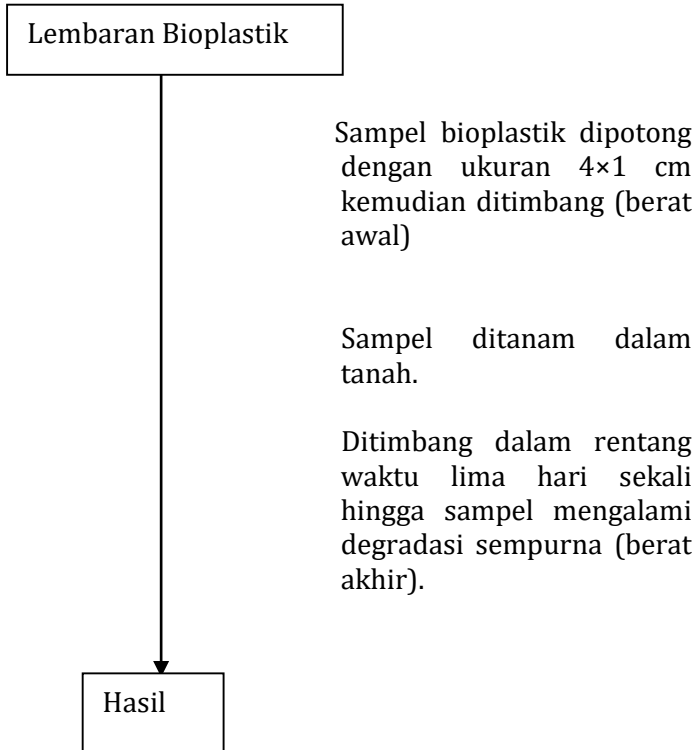 Lembaran Bioplastik
Sampel bioplastik dipotong
dengan ukuran 4×1 cm
kemudian ditimbang (berat
awal)
Sampel ditanam dalam
tanah.
Ditimbang dalam rentang
waktu lima hari sekali
hingga sampel mengalami
degradasi sempurna (berat
akhir).
Hasil